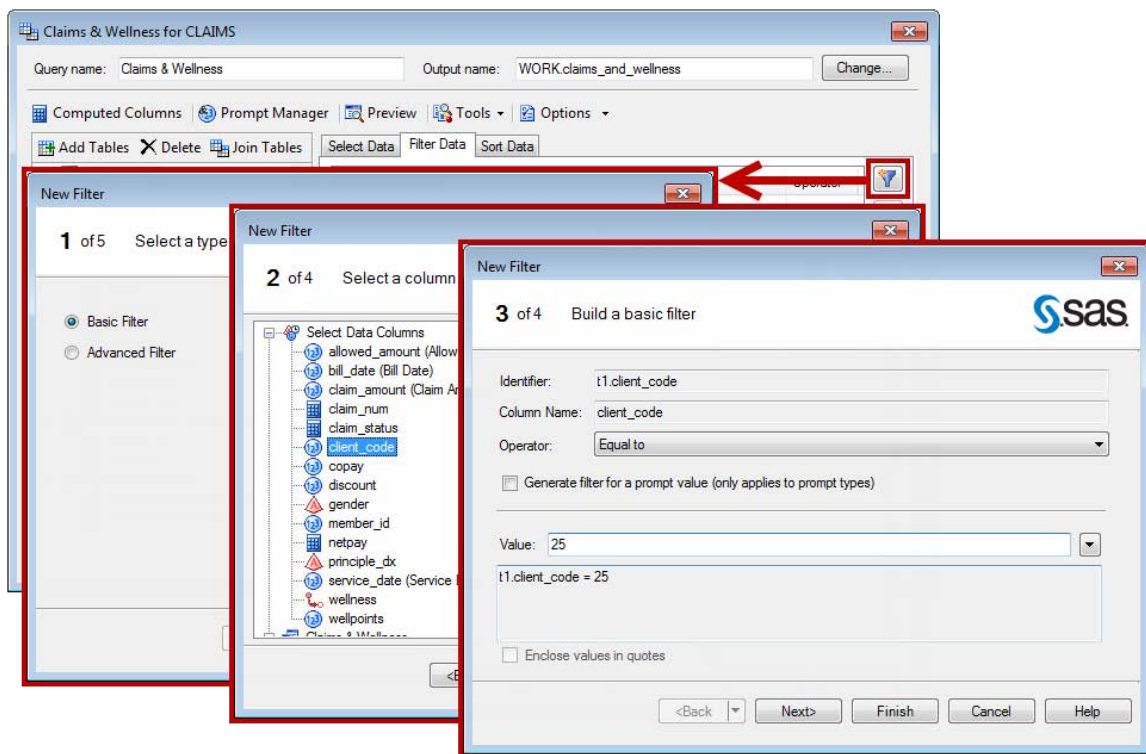 Claims & Wellness for CLAIMS
Query name: Claims & Wellness Output name: WORK.claims_and_wellness Change...
Computed Columns Prompt Manager Preview Tools Options
Add Tables Delete Join Tables Select Data Filter Data Sort Data
New Filter
1 of 5 Select a type
Basic Filter
Advanced Filter
New Filter
2 of 4 Select a column
Select Data Columns
allowed_amount (Allow
bill_date (Bill Date)
claim_amount (Claim Ar
claim_num
claim_status
client_code
copay
discount
gender
member_id
netpay
principle_dx
service_date (Service
wellness
wellpoints
New Filter
3 of 4 Build a basic filter
sas
Identifier: t1.client_code
Column Name: client_code
Operator: Equal to
Generate filter for a prompt value (only applies to prompt types)
Value: 25
t1.client_code = 25
Enclose values in quotes
<Back Next> Finish Cancel Help